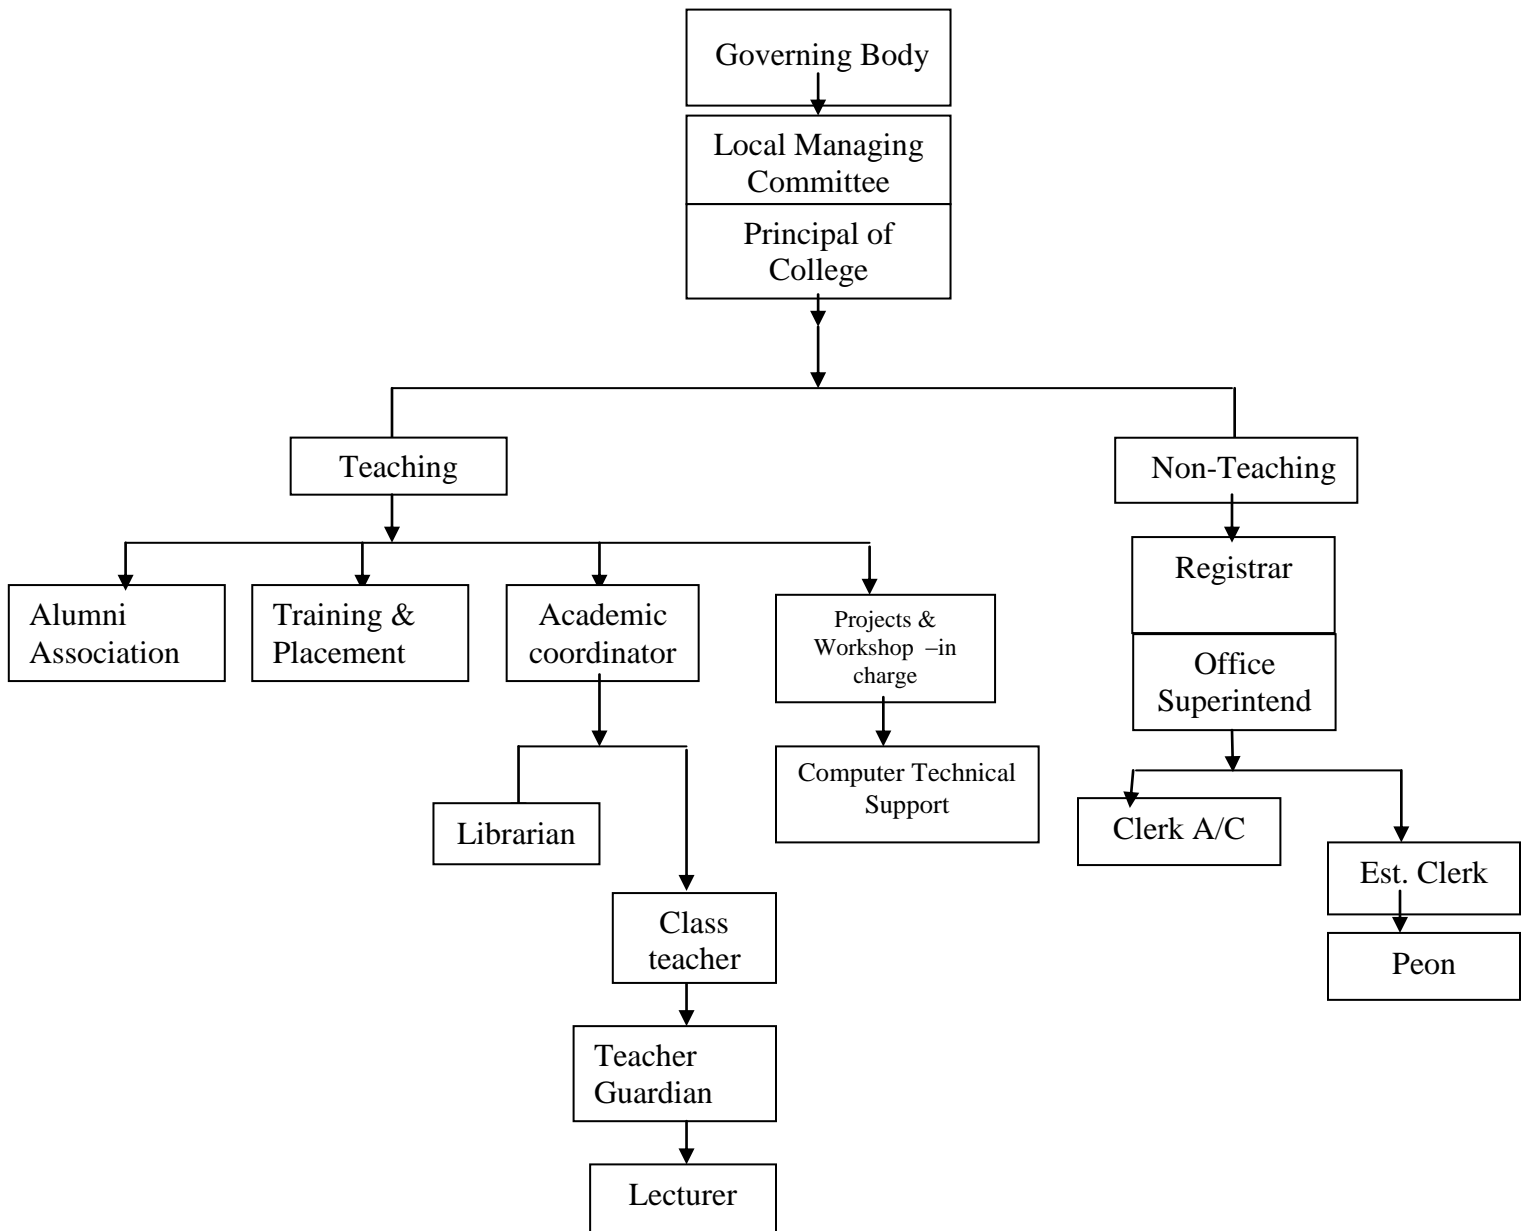 Governing Body
Local Managing
Committee
Principal of
College
Teaching
Non-Teaching
Alumni
Association
Training &
Placement
Academic
coordinator
Projects &
Workshop –in
charge
Registrar
Office
Superintend
Librarian
Computer Technical
Support
Clerk A/C
Est. Clerk
Class
teacher
Peon
Teacher
Guardian
Lecturer